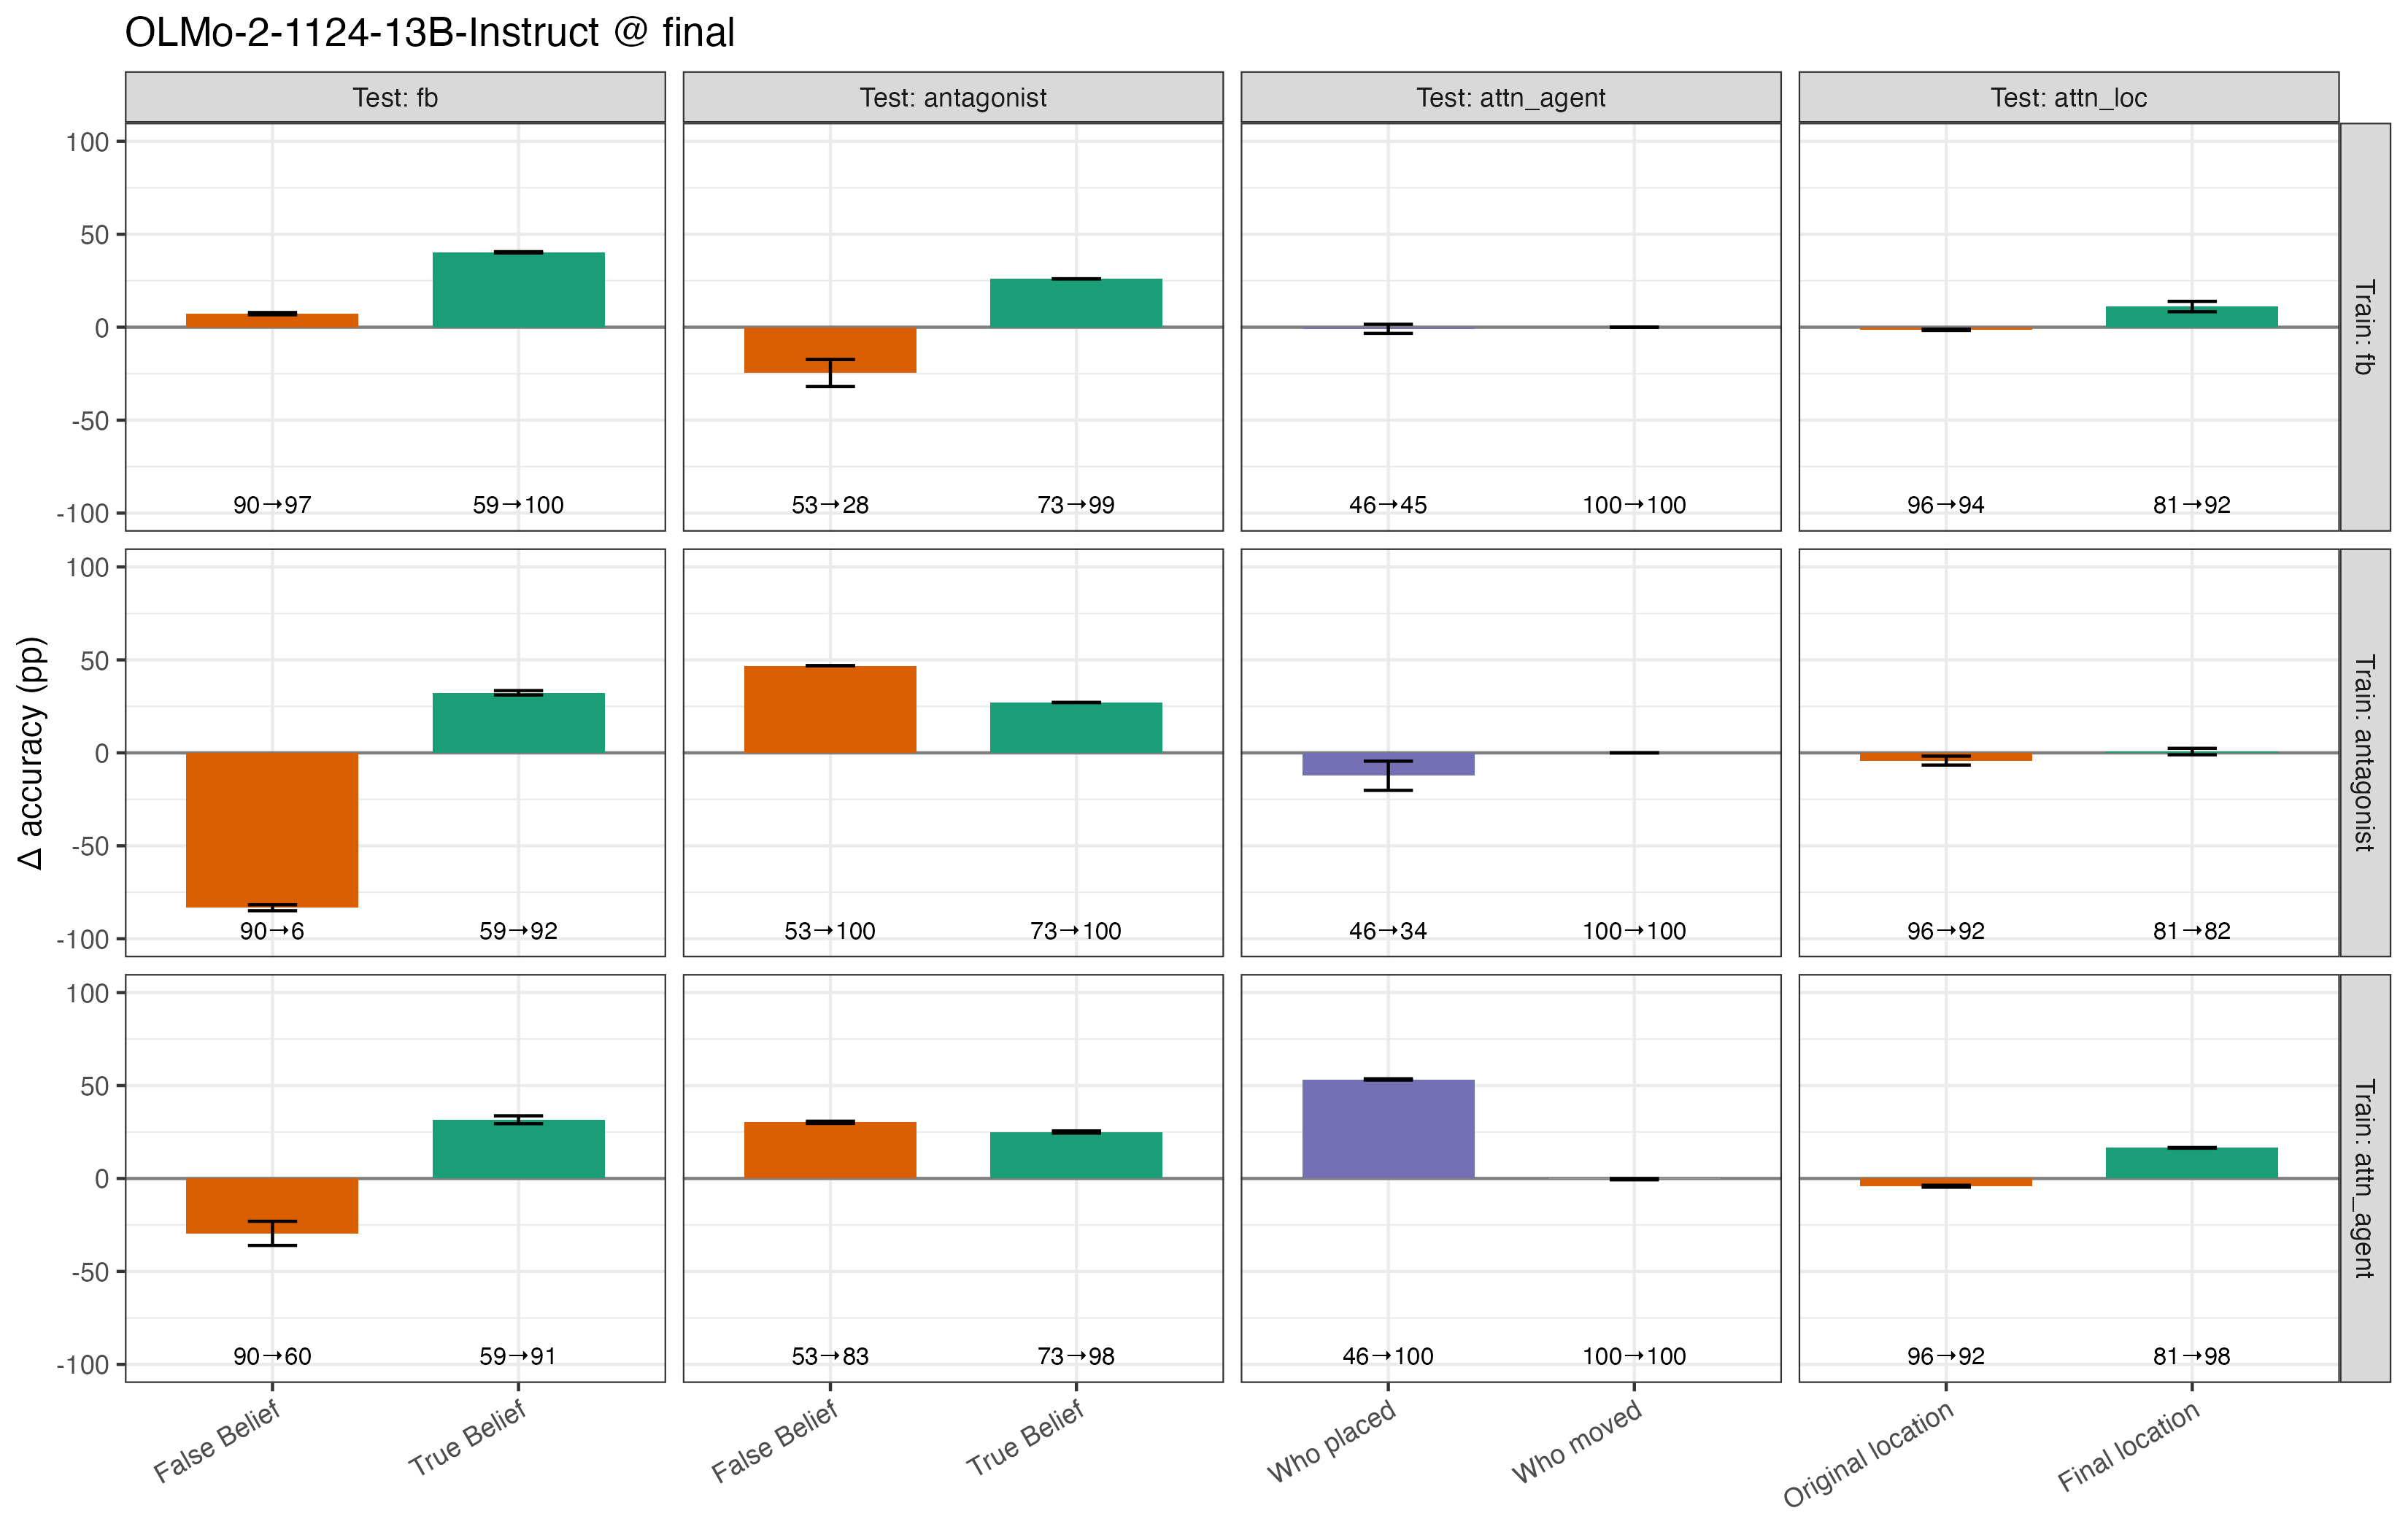 OLMo-2-1124-13B-Instruct @ final
Test: fb
Test: antagonist
Test: attn_agent
Test: attn_loc
Δ accuracy (pp)
100
50
0
-50
-100
90→97
59→100
53→28
73→99
46→45
100→100
96→94
81→92
Train: fb
100
50
0
-50
-100
90→6
59→92
53→100
73→100
46→34
100→100
96→92
81→82
Train: antagonist
100
50
0
-50
-100
90→60
59→91
53→83
73→98
46→100
100→100
96→92
81→98
Train: attn_agent
False Belief
True Belief
False Belief
True Belief
Who placed
Who moved
Original location
Final location